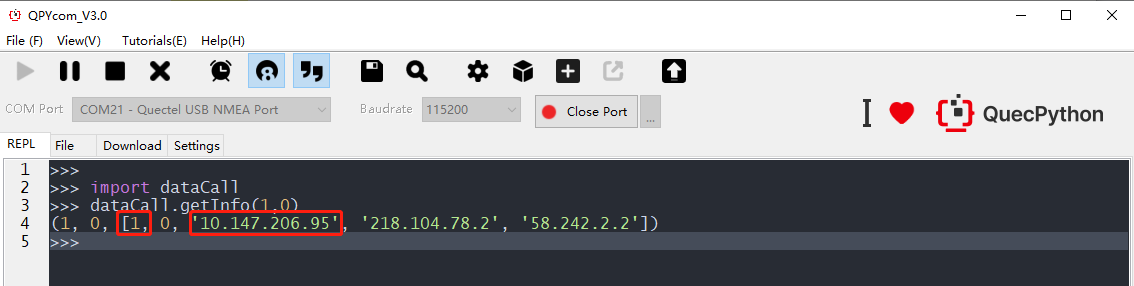 QPYcom_V3.0
File (F) View(V) Tutorials(E) Help(H)
COM Port COM21 - Quectel USB NMEA Port Baudrate 115200 Close Port ... QuecPython
REPL File Download Settings
1 >>>
2 >>> import dataCall
3 >>> dataCall.getInfo(1,0)
4 (1, 0, [1, 0, '10.147.206.95', '218.104.78.2', '58.242.2.2'])
5 >>>